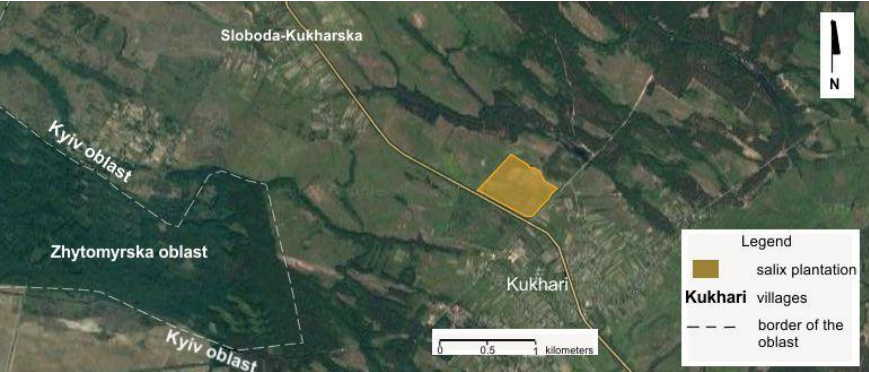 Sloboda-Kukharska
N
Kyiv oblast
Zhytomyrska oblast
Kukhari
Kyiv oblast
Legend
salix plantation
Kukhari villages
border of the
oblast
0 0.5 1 kilometers